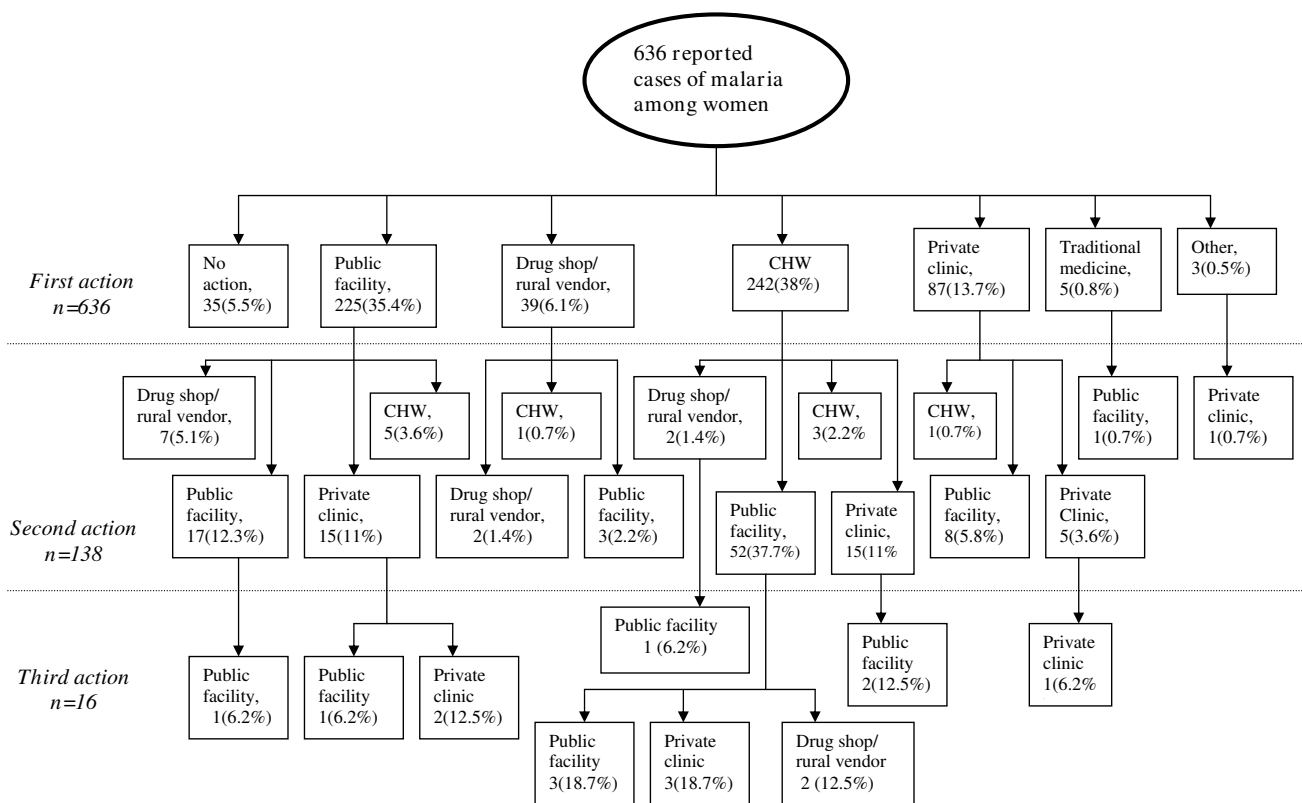 636 reported
cases of malaria
among women
First action
n=636
No
action,
35(5.5%)
Public
facility,
225(35.4%)
Drug shop/
rural vendor,
39(6.1%)
CHW
242(38%)
Private
clinic,
87(13.7%)
Traditional
medicine,
5(0.8%)
Other,
3(0.5%)
Second action
n=138
Drug shop/
rural vendor,
7(5.1%)
CHW,
5(3.6%)
CHW,
1(0.7%)
Drug shop/
rural vendor,
2(1.4%)
CHW,
3(2.2%
CHW,
1(0.7%)
Public
facility,
1(0.7%)
Private
clinic,
1(0.7%)
Public
facility,
17(12.3%)
Private
clinic,
15(11%)
Drug shop/
rural vendor,
2(1.4%)
Public
facility,
3(2.2%)
Public
facility,
52(37.7%)
Private
clinic,
15(11%
Public
facility,
8(5.8%)
Private
Clinic,
5(3.6%)
Third action
n=16
Public
facility,
1(6.2%)
Public
facility
1(6.2%)
Private
clinic
2(12.5%)
Public facility
1 (6.2%)
Public
facility
2(12.5%)
Private
clinic
1(6.2%
Public
facility
3(18.7%)
Private
clinic
3(18.7%)
Drug shop/
rural vendor
2 (12.5%)